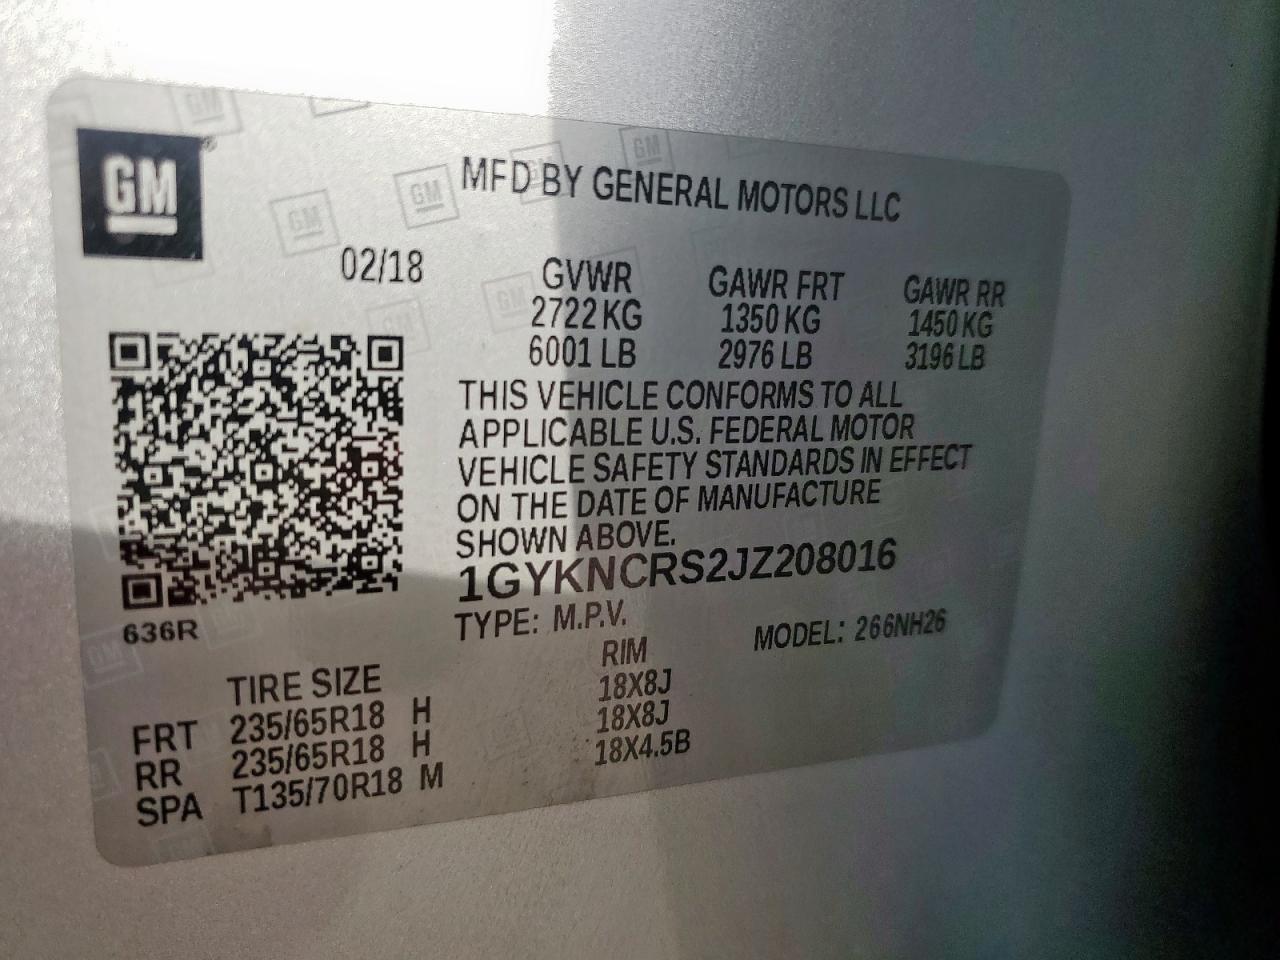 GM
MFD BY GENERAL MOTORS LLC
02/18
GVWR GAWR FRT GAWR RR
2722 KG 1350 KG 1450 KG
6001 LB 2976 LB 3196 LB
THIS VEHICLE CONFORMS TO ALL
APPLICABLE U.S. FEDERAL MOTOR
VEHICLE SAFETY STANDARDS IN EFFECT
ON THE DATE OF MANUFACTURE
SHOWN ABOVE.
1GYKNCRS2JZ208016
636R
TYPE: M.P.V. MODEL: 266NH26
TIRE SIZE RIM
FRT 235/65R18 H 18X8J
RR 235/65R18 H 18X8J
SPA T135/70R18 M 18X4.5B